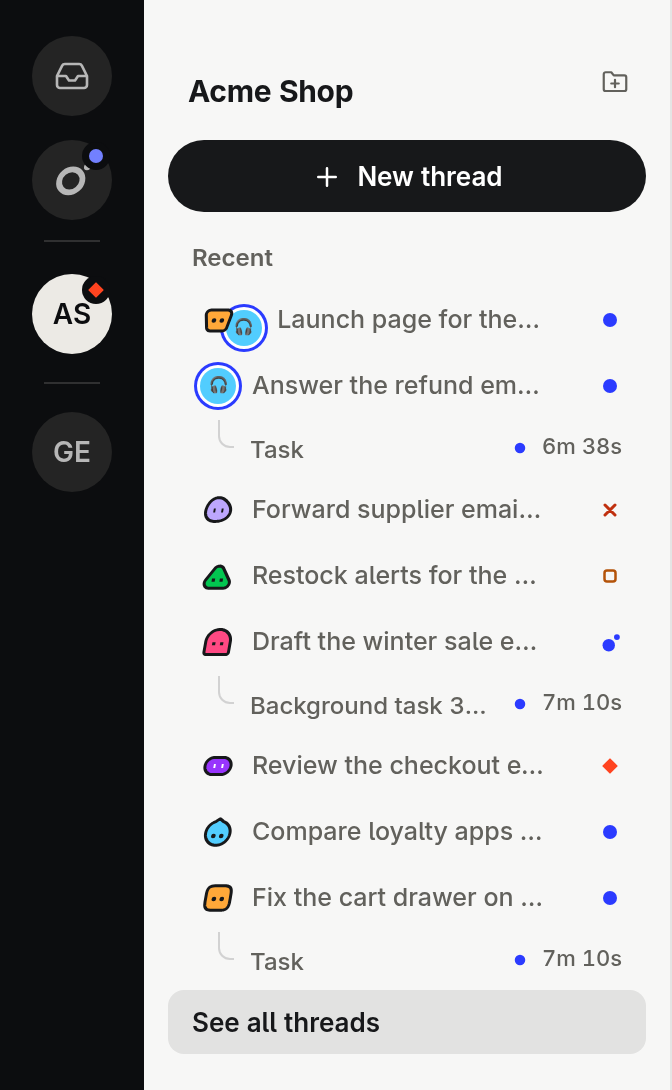 Acme Shop
New thread
Recent
AS
Launch page for the...
Answer the refund em...
Task
6m 38s
GE
Forward supplier emai...
Restock alerts for the ...
Draft the winter sale e...
Background task 3...
7m 10s
Review the checkout e...
Compare loyalty apps ...
Fix the cart drawer on ...
Task
7m 10s
See all threads